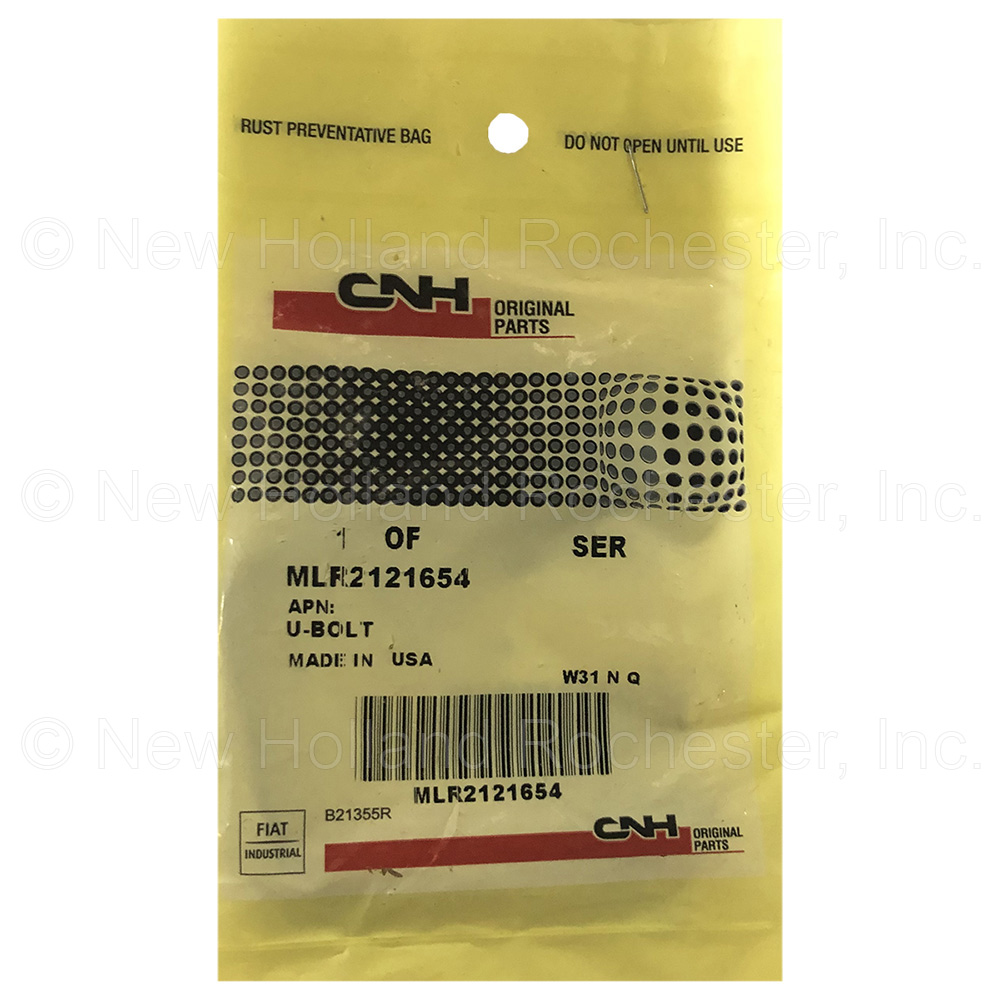 RUST PREVENTATIVE BAG
DO NOT OPEN UNTIL USE
© New Holland Rochester, Inc.
CNH ORIGINAL
PARTS
© New Holland Rochester, Inc.
1 OF SER
MLR2121654
APN:
U-BOLT
MADE IN USA
W31 N Q
© New Holland Rochester, Inc.
MLR2121654
B21355R
FIAT
INDUSTRIAL
CNH ORIGINAL
PARTS